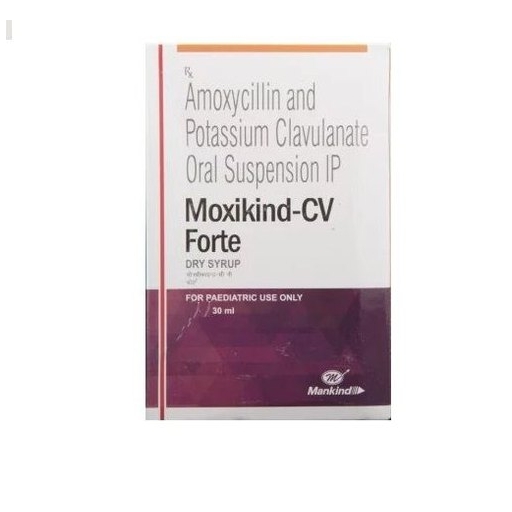 Rx
Amoxycillin and
Potassium Clavulanate
Oral Suspension IP
Moxikind-CV
Forte
DRY SYRUP
FOR PAEDIATRIC USE ONLY
30 ml
Mankind